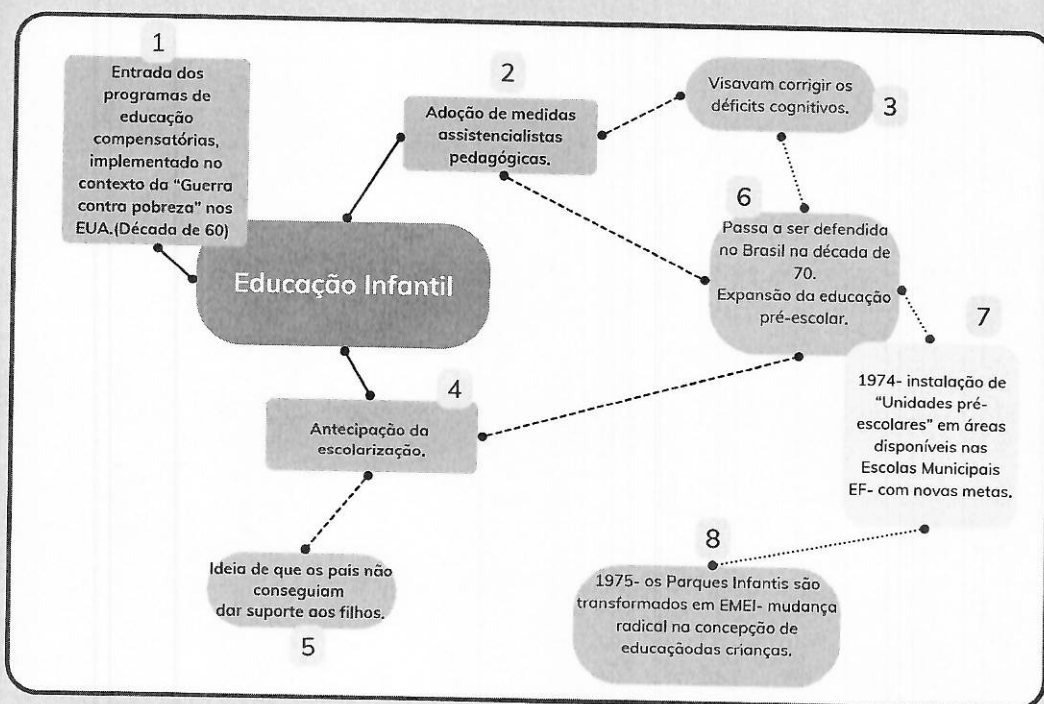 1
Entrada dos
programas de
educação
compensatórias,
implementado no
contexto da “Guerra
contra pobreza” nos
EUA.(Década de 60)
2
Adoção de medidas
assistencialistas
pedagógicas.
Visavam corrigir os
déficits cognitivos.
3
Educação Infantil
6
Passa a ser defendida
no Brasil na década de
70.
Expansão da educação
pré-escolar.
4
Antecipação da
escolarização.
7
1974- instalação de
“Unidades pré-
escolares” em áreas
disponíveis nas
Escolas Municipais
EF- com novas metas.
Ideia de que os país não
conseguiam
dar suporte aos filhos.
5
8
1975- os Parques Infantis são
transformados em EMEI- mudança
radical na concepção de
educaçãodas crianças.